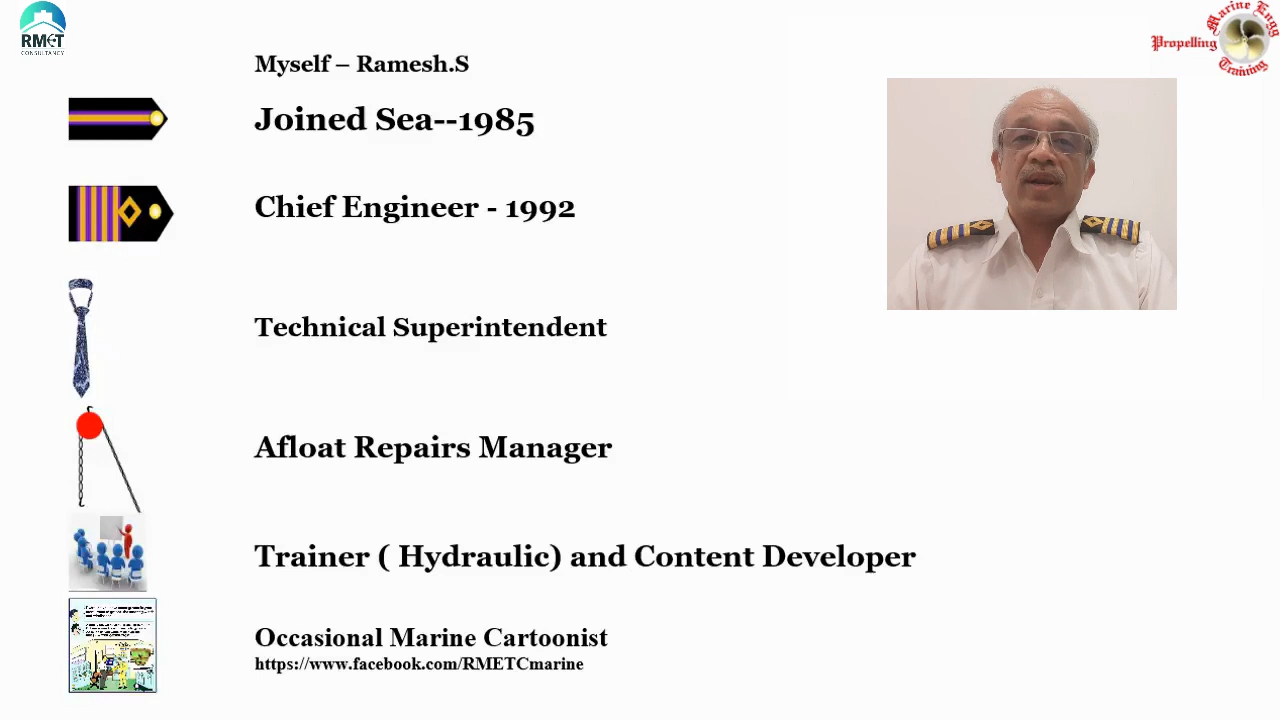 RMET
CONSULTANCY
Marine Engg
Propelling
Training
Myself – Ramesh.S
Joined Sea--1985
Chief Engineer - 1992
Technical Superintendent
Afloat Repairs Manager
Trainer ( Hydraulic) and Content Developer
Occasional Marine Cartoonist
https://www.facebook.com/RMETCmarine